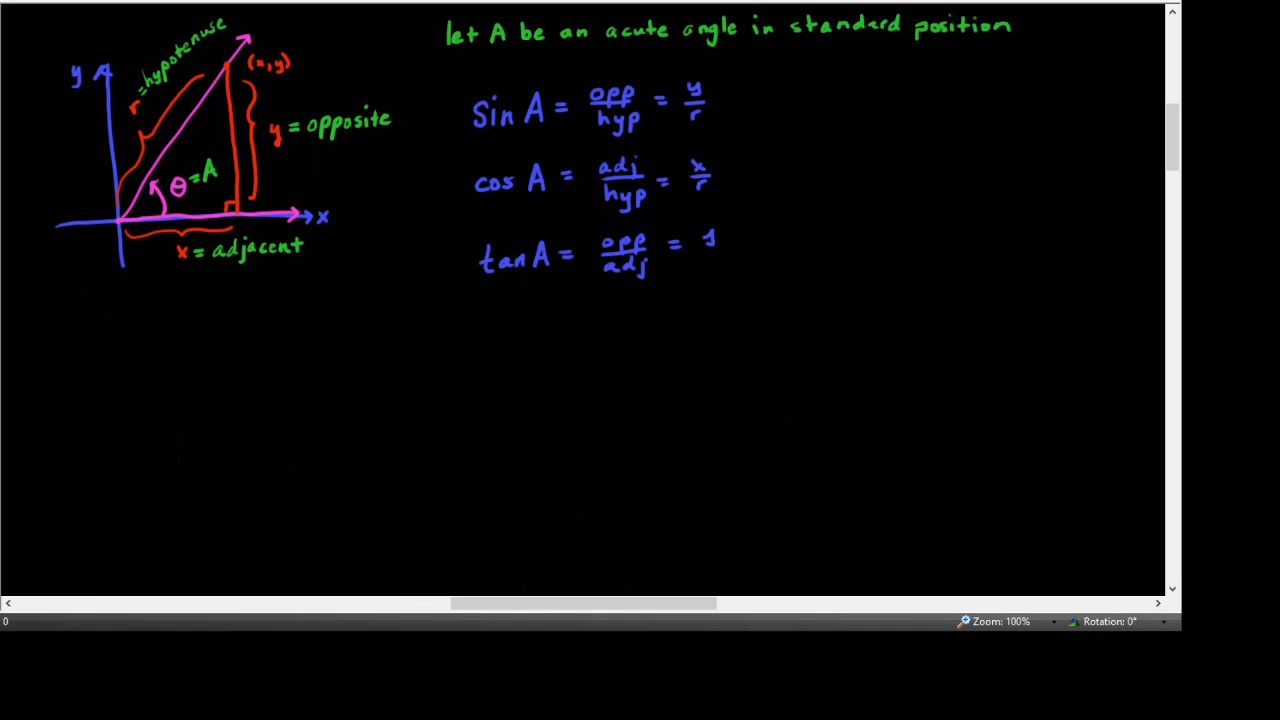 let A be an acute angle in standard position
y
r = hypotenuse
(x,y)
y = opposite
θ = A
x
x = adjacent
sin A = opp/hyp = y/r
cos A = adj/hyp = x/r
tan A = opp/adj =
0
Zoom: 100%
Rotation: 0°